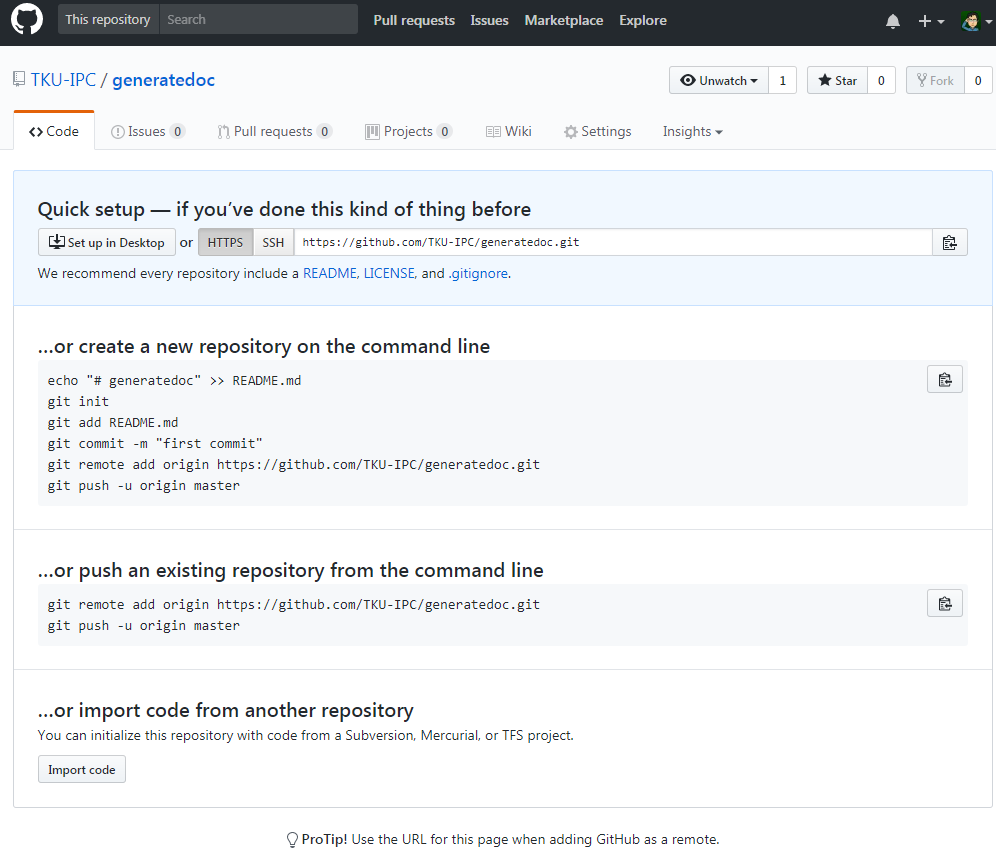 This repository Search Pull requests Issues Marketplace Explore
TKU-IPC / generatedoc Unwatch 1 Star 0 Fork 0
Code Issues 0 Pull requests 0 Projects 0 Wiki Settings Insights
Quick setup — if you’ve done this kind of thing before
Set up in Desktop or HTTPS SSH https://github.com/TKU-IPC/generatedoc.git
We recommend every repository include a README, LICENSE, and .gitignore.
…or create a new repository on the command line
echo "# generatedoc" >> README.md
git init
git add README.md
git commit -m "first commit"
git remote add origin https://github.com/TKU-IPC/generatedoc.git
git push -u origin master
…or push an existing repository from the command line
git remote add origin https://github.com/TKU-IPC/generatedoc.git
git push -u origin master
…or import code from another repository
You can initialize this repository with code from a Subversion, Mercurial, or TFS project.
Import code
ProTip! Use the URL for this page when adding GitHub as a remote.